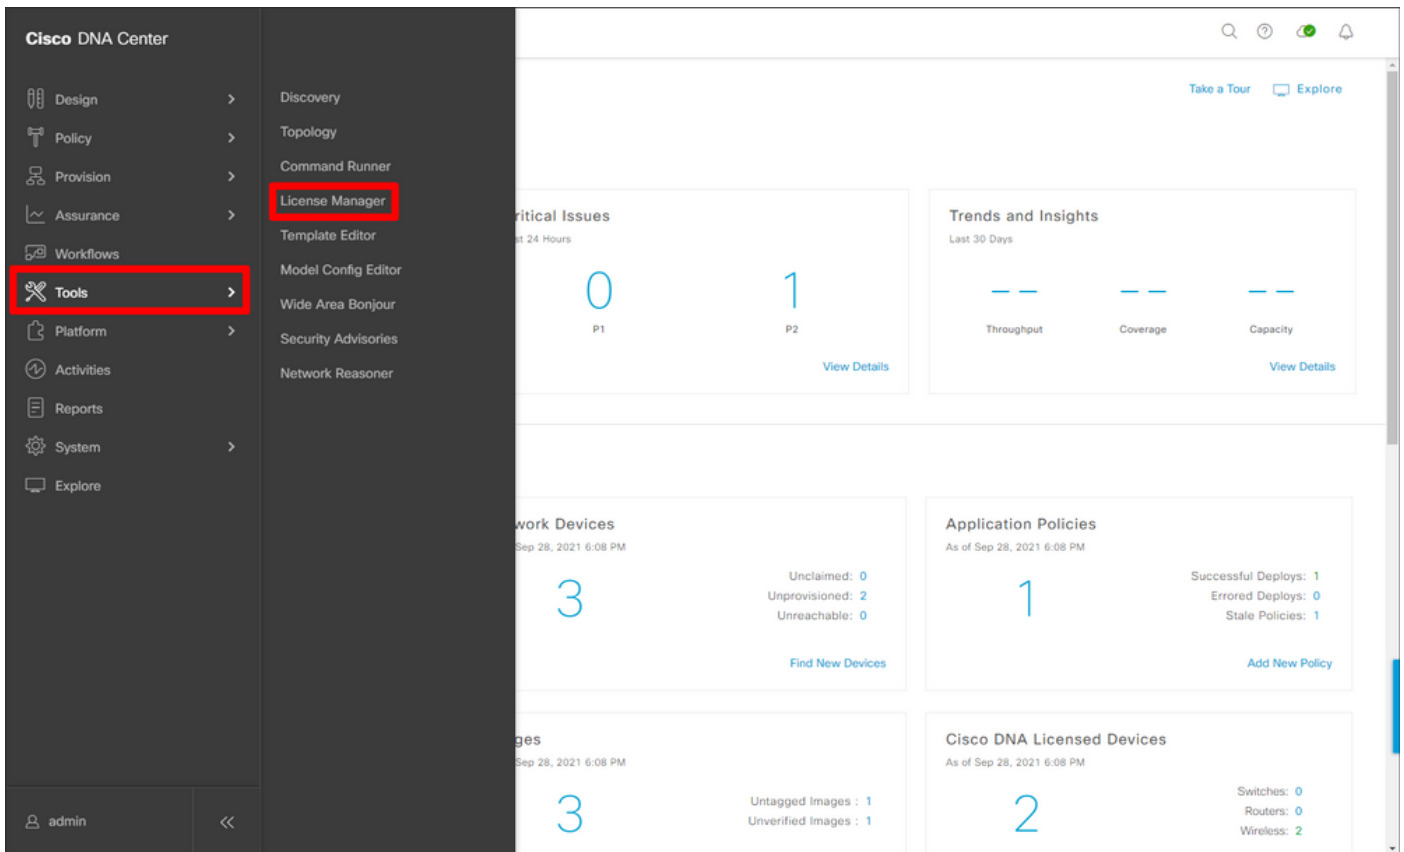 Cisco DNA Center
Design
Policy
Provision
Assurance
Workflows
Tools
Platform
Activities
Reports
System
Explore
admin
Discovery
Topology
Command Runner
License Manager
Template Editor
Model Config Editor
Wide Area Bonjour
Security Advisories
Network Reasoner
Take a Tour
Explore
ritical Issues
st 24 Hours
0
1
P1
P2
View Details
Trends and Insights
Last 30 Days
-- -- --
Throughput
Coverage
Capacity
View Details
work Devices
Sep 28, 2021 6:08 PM
3
Unclaimed: 0
Unprovisioned: 2
Unreachable: 0
Find New Devices
Application Policies
As of Sep 28, 2021 6:08 PM
1
Successful Deploys: 1
Errored Deploys: 0
Stale Policies: 1
Add New Policy
ges
Sep 28, 2021 6:08 PM
3
Untagged Images : 1
Unverified Images : 1
Cisco DNA Licensed Devices
As of Sep 28, 2021 6:08 PM
2
Switches: 0
Routers: 0
Wireless: 2